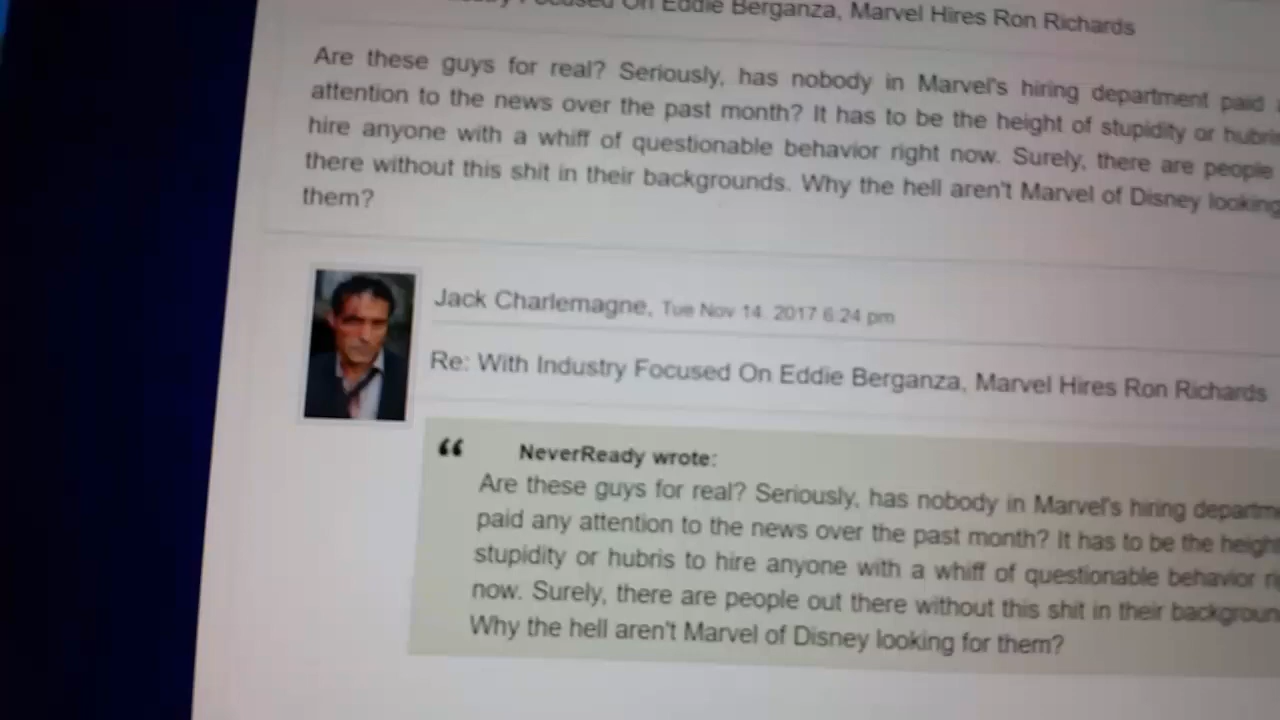 Focused On Eddie Berganza, Marvel Hires Ron Richards
Are these guys for real? Seriously, has nobody in Marvel's hiring department paid
attention to the news over the past month? It has to be the height of stupidity or hubris
hire anyone with a whiff of questionable behavior right now. Surely, there are people
there without this shit in their backgrounds. Why the hell aren't Marvel of Disney looking
them?
Jack Charlemagne, Tue Nov 14, 2017 6:24 pm
Re: With Industry Focused On Eddie Berganza, Marvel Hires Ron Richards
“ NeverReady wrote:
Are these guys for real? Seriously, has nobody in Marvel's hiring departme
paid any attention to the news over the past month? It has to be the height
stupidity or hubris to hire anyone with a whiff of questionable behavior ri
now. Surely, there are people out there without this shit in their backgroun
Why the hell aren't Marvel of Disney looking for them?